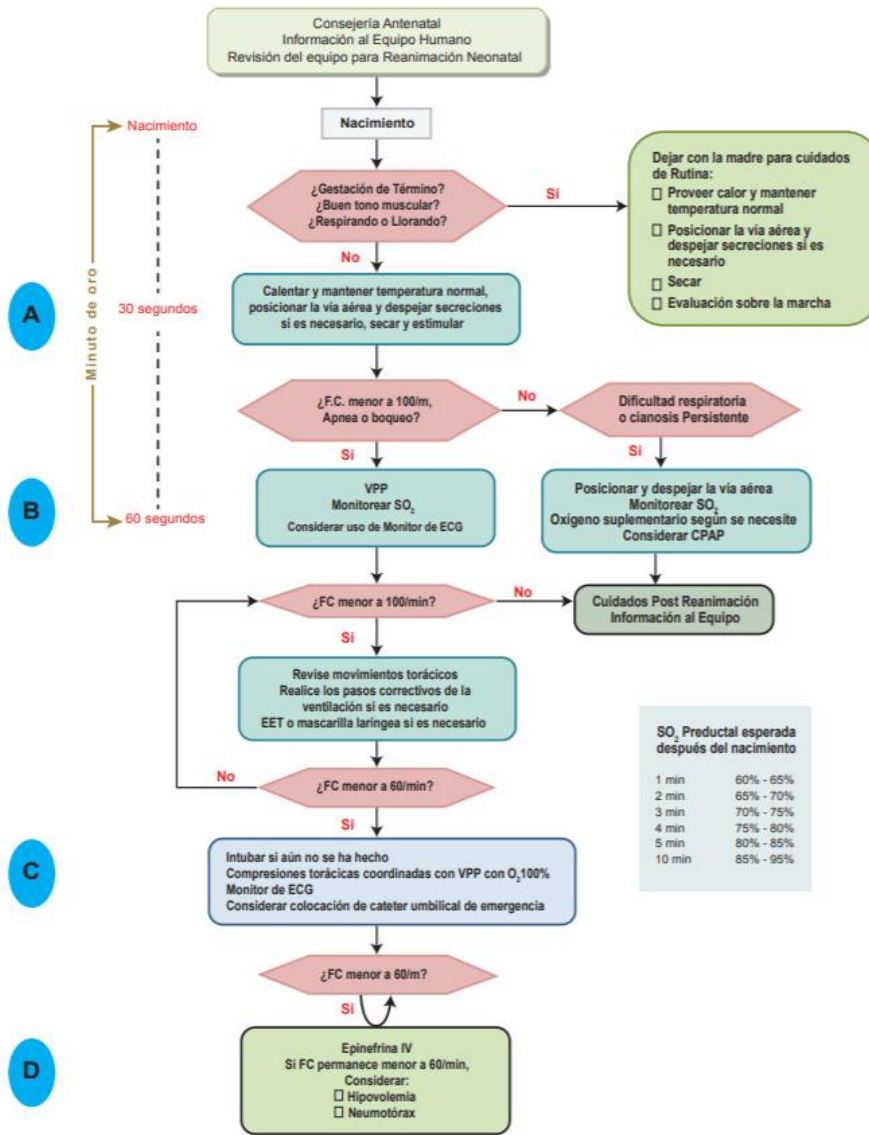 Consejería Antenatal
Información al Equipo Humano
Revisión del equipo para Reanimación Neonatal
Nacimiento
Nacimiento
Minuto de oro
¿Gestación de Término?
¿Buen tono muscular?
¿Respirando o Llorando?
Si
Dejar con la madre para cuidados
de Rutina:
☐ Proveer calor y mantener
temperatura normal
☐ Posicionar la vía aérea y
despejar secreciones si es
necesario
☐ Secar
☐ Evaluación sobre la marcha
No
A
30 segundos
Calentar y mantener temperatura normal,
posicionar la vía aérea y despejar secreciones
si es necesario, secar y estimular
¿F.C. menor a 100/m,
Apnea o boqueo?
No
Dificultad respiratoria
o cianosis Persistente
Si
Si
B
60 segundos
VPP
Monitorear SO2
Considerar uso de Monitor de ECG
Posicionar y despejar la vía aérea
Monitorear SO2
Oxígeno suplementario según se necesite
Considerar CPAP
¿FC menor a 100/min?
No
Cuidados Post Reanimación
Información al Equipo
Si
Revise movimientos torácicos
Realice los pasos correctivos de la
ventilación si es necesario
EET o mascarilla laringea si es necesario
No
¿FC menor a 60/min?
Si
SO2 Preductal esperada
después del nacimiento
1 min 60% - 65%
2 min 65% - 70%
3 min 70% - 75%
4 min 75% - 80%
5 min 80% - 85%
10 min 85% - 95%
C
Intubar si aún no se ha hecho
Compresiones torácicas coordinadas con VPP con O2 100%
Monitor de ECG
Considerar colocación de cateter umbilical de emergencia
¿FC menor a 60/m?
Si
D
Epinefrina IV
Si FC permanece menor a 60/min,
Considerar:
☐ Hipovolemia
☐ Neumotórax